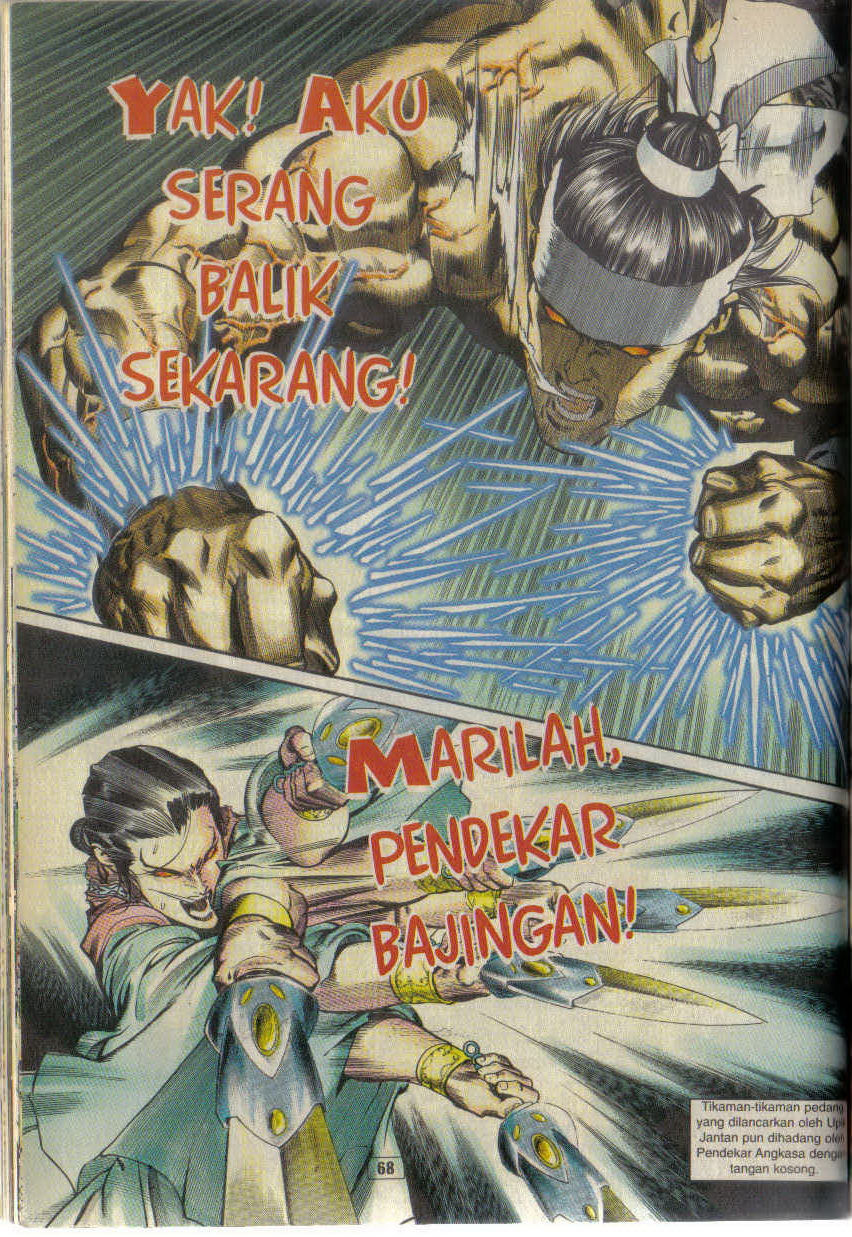 YAK! AKU
SERANG
BALIK
SEKARANG!
MARILAH,
PENDEKAR
BAJINGAN!
Tikaman-tikaman pedang
yang dilancarkan oleh Upik
Jantan pun dihadang oleh
Pendekar Angkasa dengan
tangan kosong.
68